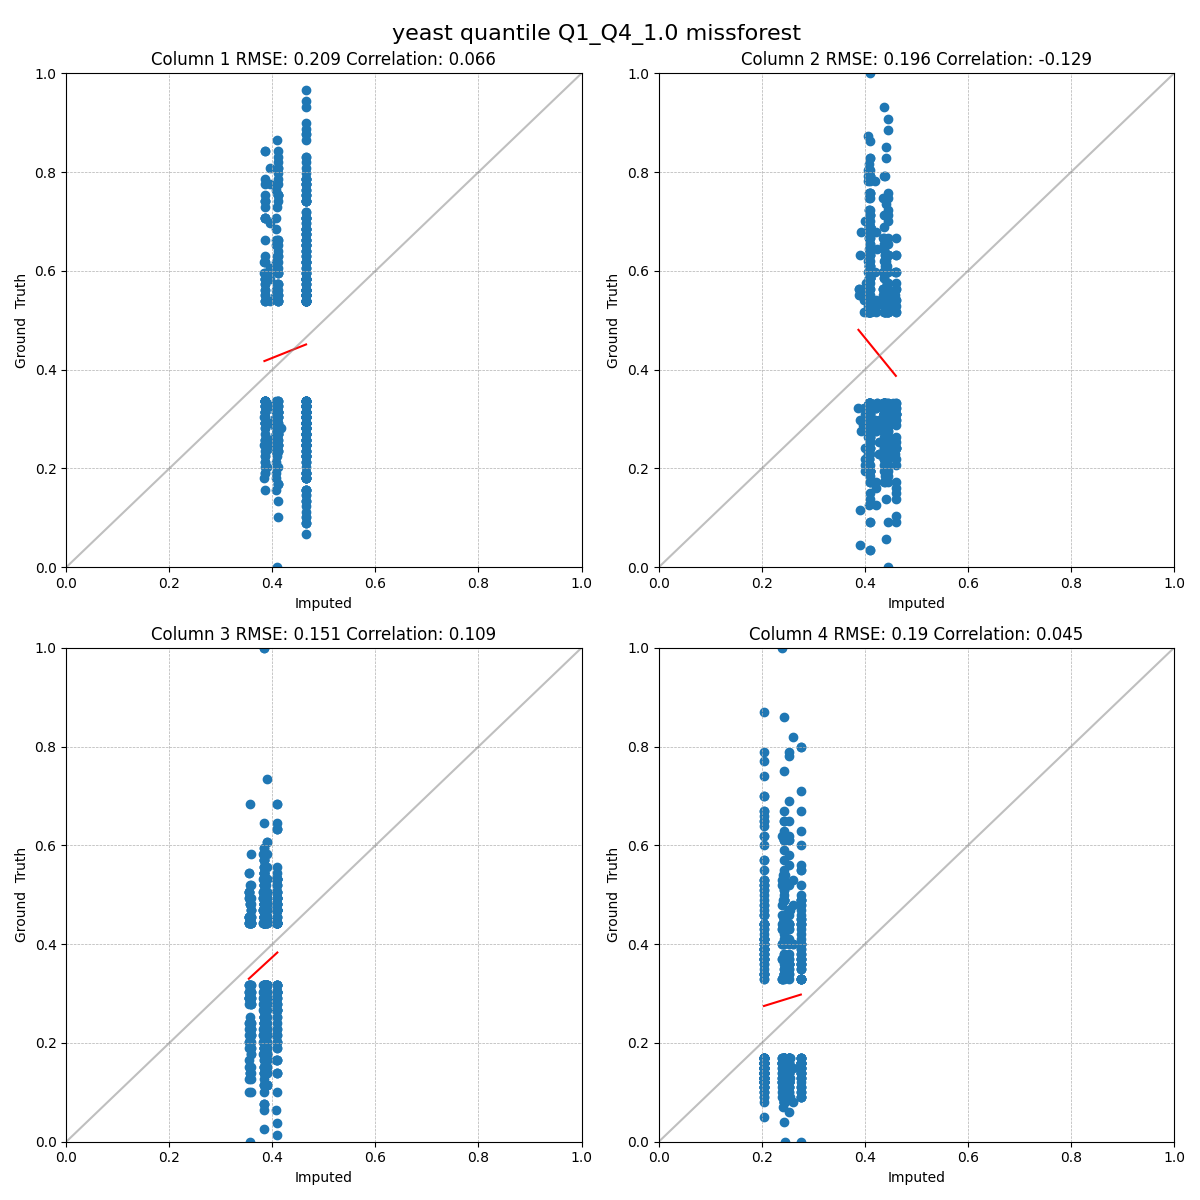 yeast quantile Q1_Q4_1.0 missforest
Column 1 RMSE: 0.209 Correlation: 0.066
1.0
0.8
0.6
0.4
0.2
0.0
Ground Truth
0.0 0.2 0.4 0.6 0.8 1.0
Imputed
Column 2 RMSE: 0.196 Correlation: -0.129
1.0
0.8
0.6
0.4
0.2
0.0
Ground Truth
0.0 0.2 0.4 0.6 0.8 1.0
Imputed
Column 3 RMSE: 0.151 Correlation: 0.109
1.0
0.8
0.6
0.4
0.2
0.0
Ground Truth
0.0 0.2 0.4 0.6 0.8 1.0
Imputed
Column 4 RMSE: 0.19 Correlation: 0.045
1.0
0.8
0.6
0.4
0.2
0.0
Ground Truth
0.0 0.2 0.4 0.6 0.8 1.0
Imputed